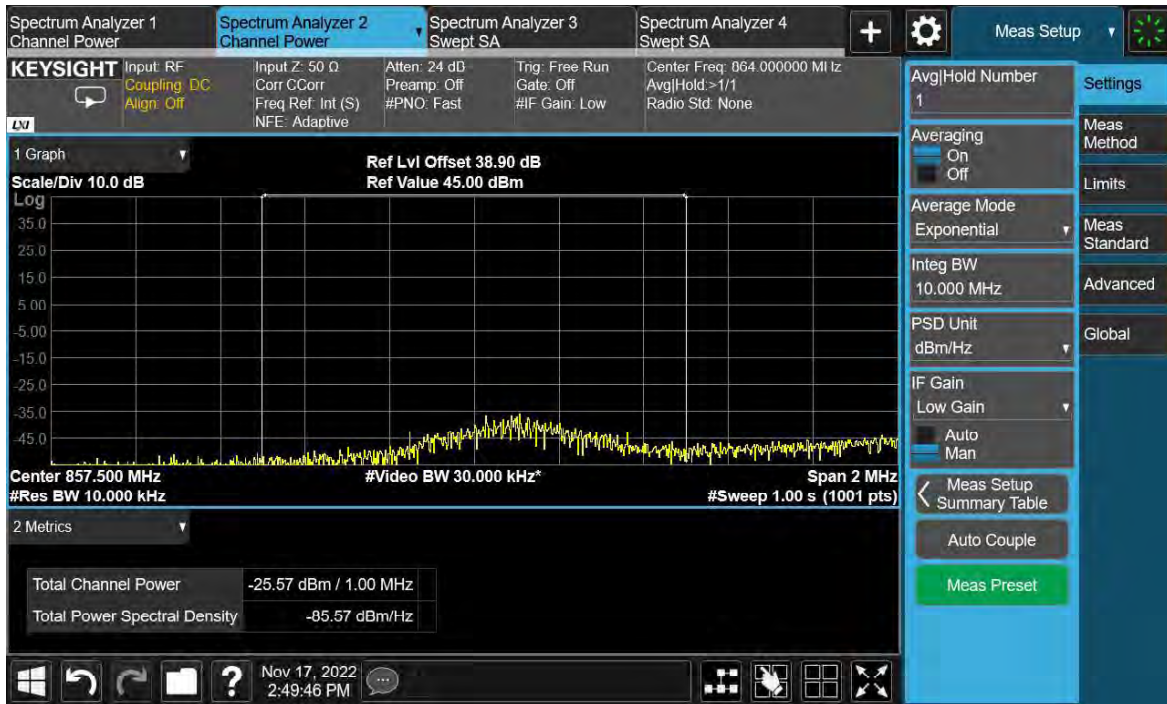 Spectrum Analyzer 1
Channel Power
Spectrum Analyzer 2
Channel Power
Spectrum Analyzer 3
Swept SA
Spectrum Analyzer 4
Swept SA
+
Meas Setup
KEYSIGHT
LXI
Input: RF
Coupling: DC
Align: Off
Input Z: 50 Ω
Corr CCorr
Freq Ref: Int (S)
NFE: Adaptive
Atten: 24 dB
Preamp: Off
#PNO: Fast
Trig: Free Run
Gate: Off
#IF Gain: Low
Center Freq: 864.000000 MHz
Avg|Hold:>1/1
Radio Std: None
1 Graph
Scale/Div 10.0 dB
Ref Lvl Offset 38.90 dB
Ref Value 45.00 dBm
Log
35.0
25.0
15.0
5.00
-5.00
-15.0
-25.0
-35.0
-45.0
Center 857.500 MHz
#Res BW 10.000 kHz
#Video BW 30.000 kHz*
Span 2 MHz
#Sweep 1.00 s (1001 pts)
2 Metrics
Total Channel Power -25.57 dBm / 1.00 MHz
Total Power Spectral Density -85.57 dBm/Hz
?
Nov 17, 2022
2:49:46 PM
Avg|Hold Number
1
Averaging
On
Off
Average Mode
Exponential
Integ BW
10.000 MHz
PSD Unit
dBm/Hz
IF Gain
Low Gain
Auto
Man
Meas Setup
Summary Table
Auto Couple
Meas Preset
Settings
Meas
Method
Limits
Meas
Standard
Advanced
Global